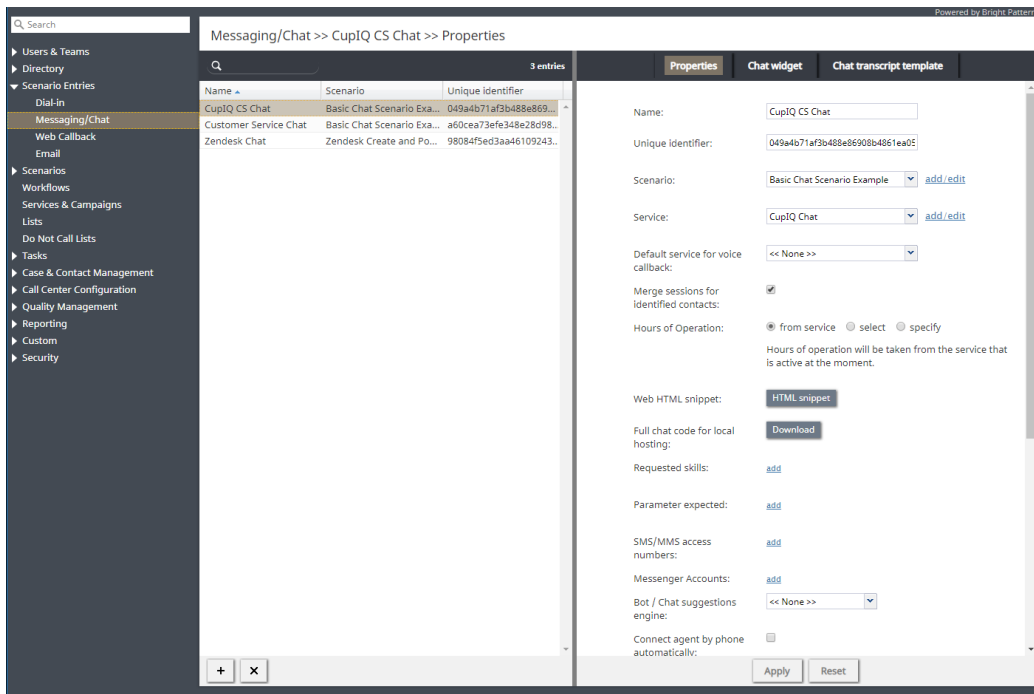 Powered by Bright Pattern
Search
Messaging/Chat >> CupIQ CS Chat >> Properties
Users & Teams
Directory
Scenario Entries
Dial-in
Messaging/Chat
Web Callback
Email
Scenarios
Workflows
Services & Campaigns
Lists
Do Not Call Lists
Tasks
Case & Contact Management
Call Center Configuration
Quality Management
Reporting
Custom
Security
3 entries
Name Scenario Unique identifier
CupIQ CS Chat Basic Chat Scenario Exa... 049a4b71af3b488e869...
Customer Service Chat Basic Chat Scenario Exa... a60cea73efe348e28d98...
Zendesk Chat Zendesk Create and Po... 98084f5ed3aa46109243...
+ x
Properties Chat widget Chat transcript template
Name: CupIQ CS Chat
Unique identifier: 049a4b71af3b488e86908b4861ea05
Scenario: Basic Chat Scenario Example add/edit
Service: CupIQ Chat add/edit
Default service for voice << None >>
callback:
Merge sessions for
identified contacts:
Hours of Operation: from service select specify
Hours of operation will be taken from the service that
is active at the moment.
Web HTML snippet: HTML snippet
Full chat code for local Download
hosting:
Requested skills: add
Parameter expected: add
SMS/MMS access add
numbers:
Messenger Accounts: add
Bot / Chat suggestions << None >>
engine:
Connect agent by phone
automatically:
Apply Reset